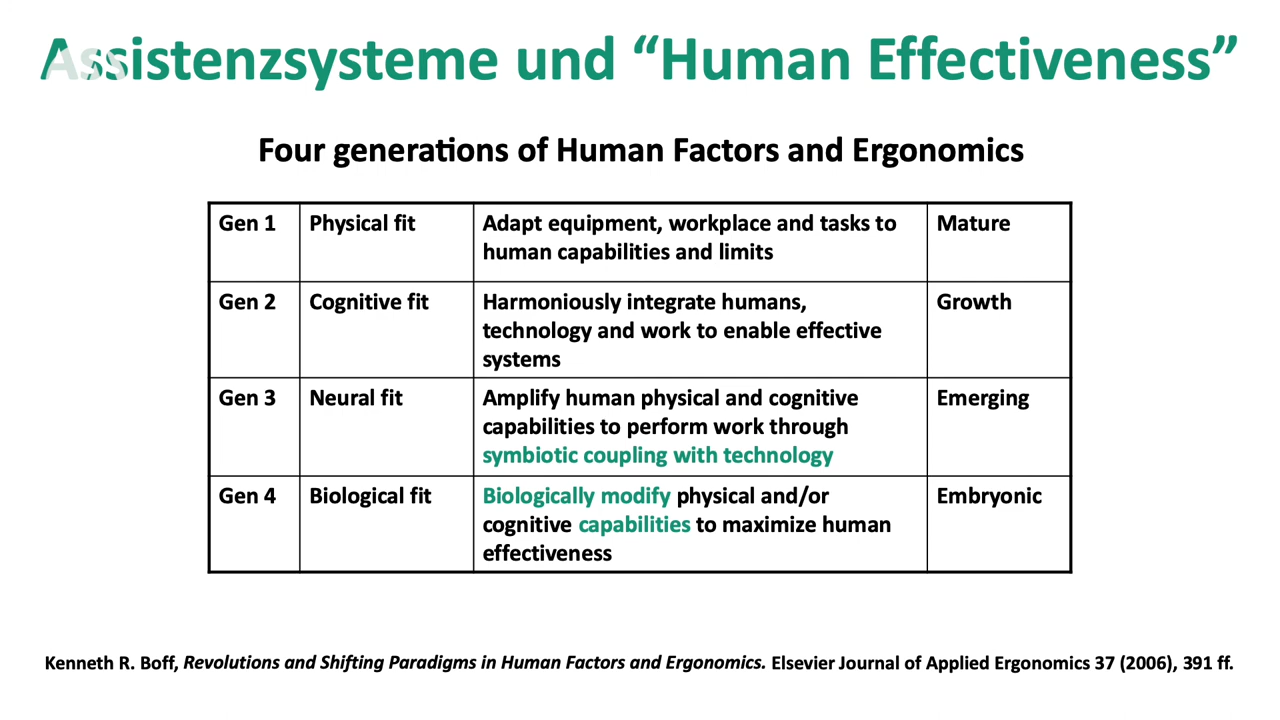 Assistenzsysteme und “Human Effectiveness”
Four generations of Human Factors and Ergonomics
Gen 1 Physical fit Adapt equipment, workplace and tasks to human capabilities and limits Mature
Gen 2 Cognitive fit Harmoniously integrate humans, technology and work to enable effective systems Growth
Gen 3 Neural fit Amplify human physical and cognitive capabilities to perform work through symbiotic coupling with technology Emerging
Gen 4 Biological fit Biologically modify physical and/or cognitive capabilities to maximize human effectiveness Embryonic
Kenneth R. Boff, Revolutions and Shifting Paradigms in Human Factors and Ergonomics. Elsevier Journal of Applied Ergonomics 37 (2006), 391 ff.